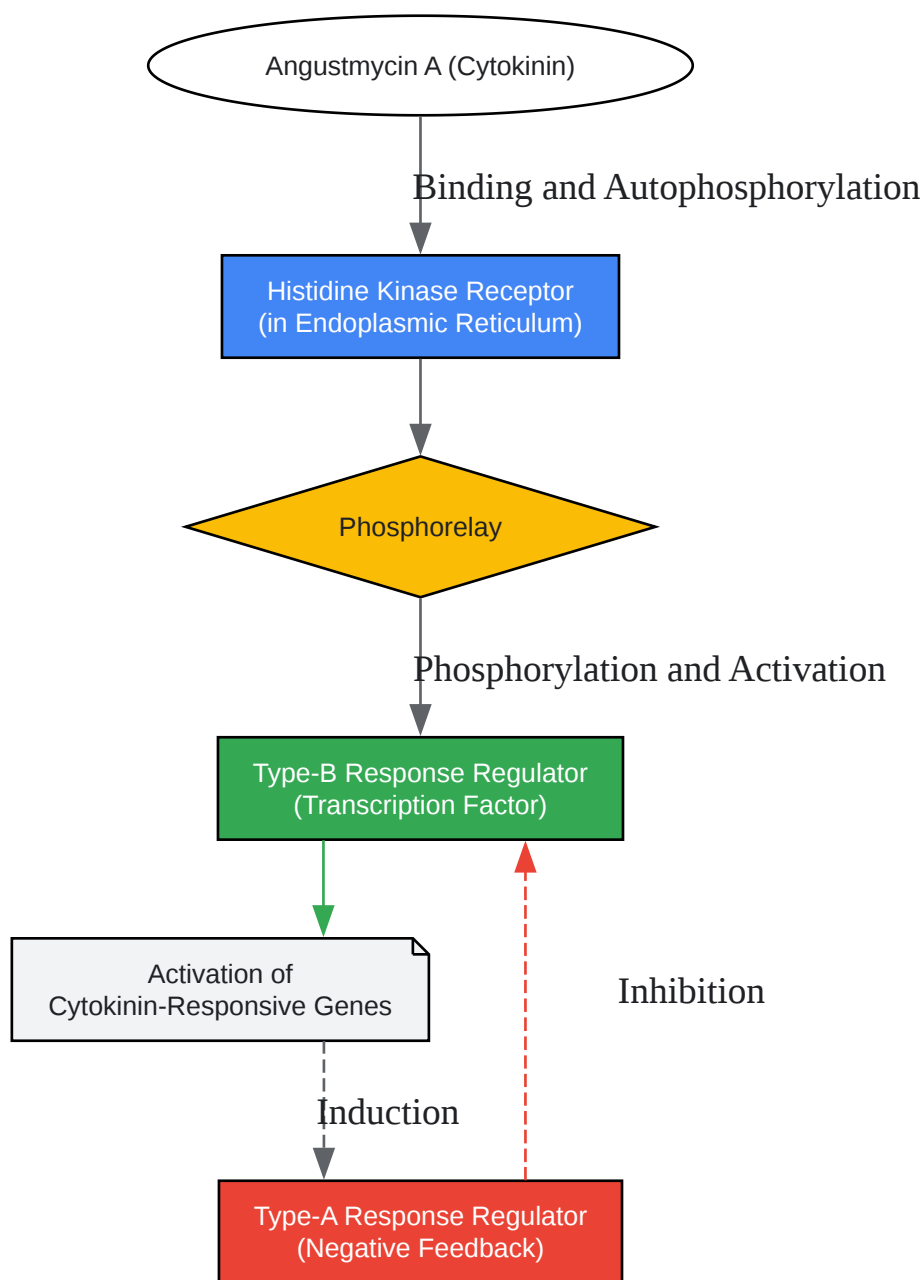 Angustmycin A (Cytokinin)
Binding and Autophosphorylation
Histidine Kinase Receptor
(in Endoplasmic Reticulum)
Phosphorelay
Phosphorylation and Activation
Type-B Response Regulator
(Transcription Factor)
Activation of
Cytokinin-Responsive Genes
Inhibition
Induction
Type-A Response Regulator
(Negative Feedback)